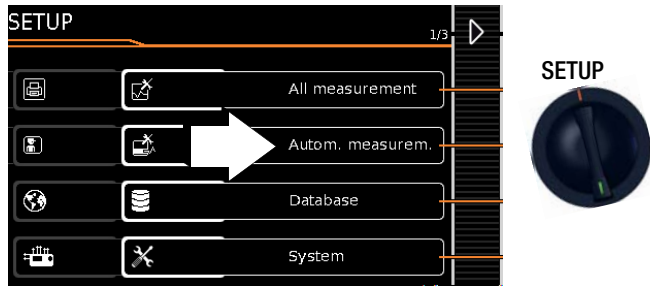 SETUP
1/3
All measurement
SETUP
Autom. measurem.
Database
System